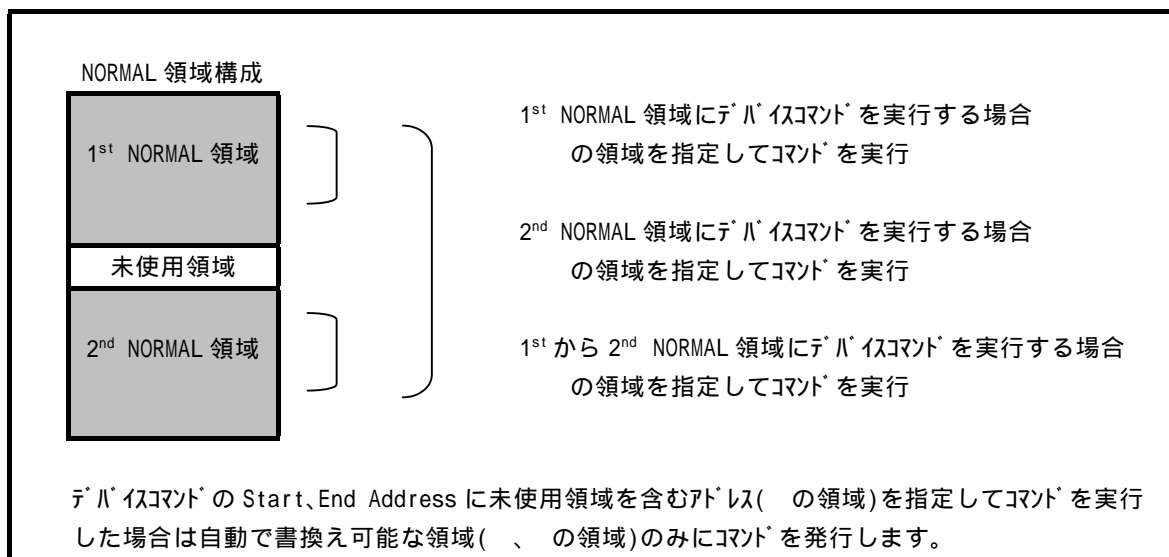 NORMAL 領域構成
1st NORMAL 領域
未使用領域
2nd NORMAL 領域
1st NORMAL 領域にﾃﾞﾊﾞｲｽｺﾏﾝﾄﾞを実行する場合
の領域を指定してｺﾏﾝﾄﾞを実行
2nd NORMAL 領域にﾃﾞﾊﾞｲｽｺﾏﾝﾄﾞを実行する場合
の領域を指定してｺﾏﾝﾄﾞを実行
1st から 2nd NORMAL 領域にﾃﾞﾊﾞｲｽｺﾏﾝﾄﾞを実行する場合
の領域を指定してｺﾏﾝﾄﾞを実行
ﾃﾞﾊﾞｲｽｺﾏﾝﾄﾞの Start、End Address に未使用領域を含むｱﾄﾞﾚｽ(　の領域)を指定してｺﾏﾝﾄﾞを実行
した場合は自動で書換え可能な領域(　、　の領域)のみにｺﾏﾝﾄﾞを発行します。